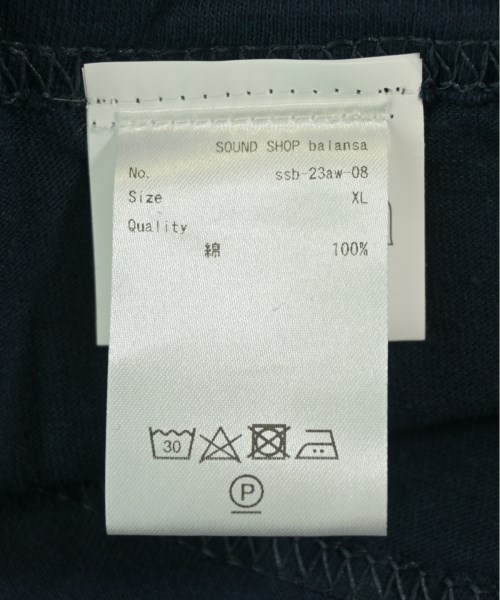 SOUND SHOP balansa
No. ssb-23aw-08
Size XL
Quality
綿 100%
30
P